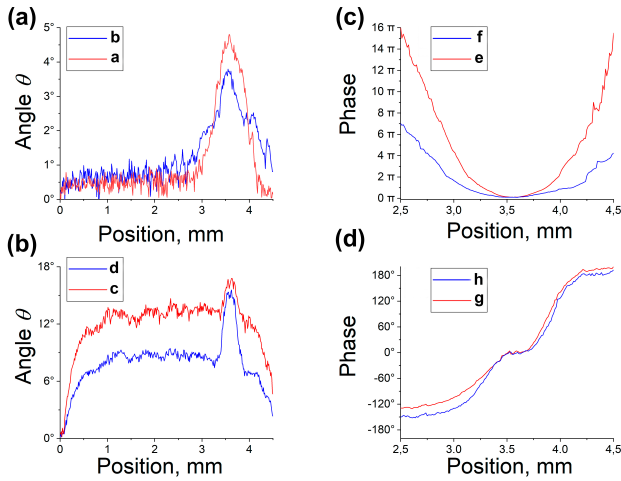 (a)
5°
4°
3°
2°
1°
0°
Angle θ
b
a
0 1 2 3 4
Position, mm
(c)
16 π
14 π
12 π
10 π
8 π
6 π
4 π
2 π
0 π
Phase
f
e
2,5 3,0 3.5 4.0 4,5
Position, mm
(b)
18°
12°
6°
0°
Angle θ
d
c
0 1 2 3 4
Position, mm
(d)
180°
120°
60°
0°
-60°
-120°
-180°
Phase
h
g
2,5 3,0 3.5 4.0 4,5
Position, mm